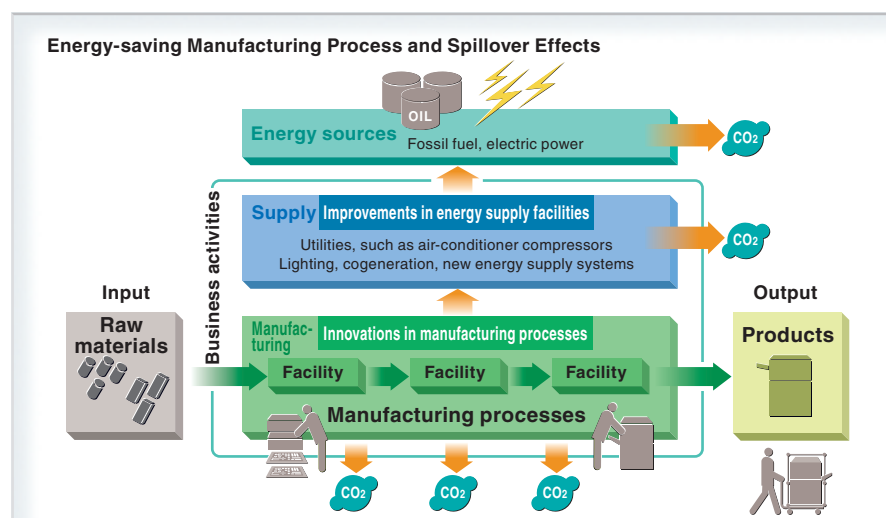 Energy-saving Manufacturing Process and Spillover Effects
OIL
Energy sources
Fossil fuel, electric power
CO2
Business activities
Supply
Improvements in energy supply facilities
Utilities, such as air-conditioner compressors
Lighting, cogeneration, new energy supply systems
CO2
Input
Raw
materials
Manufac-
turing
Innovations in manufacturing processes
Facility
Facility
Facility
Manufacturing processes
Output
Products
CO2
CO2
CO2